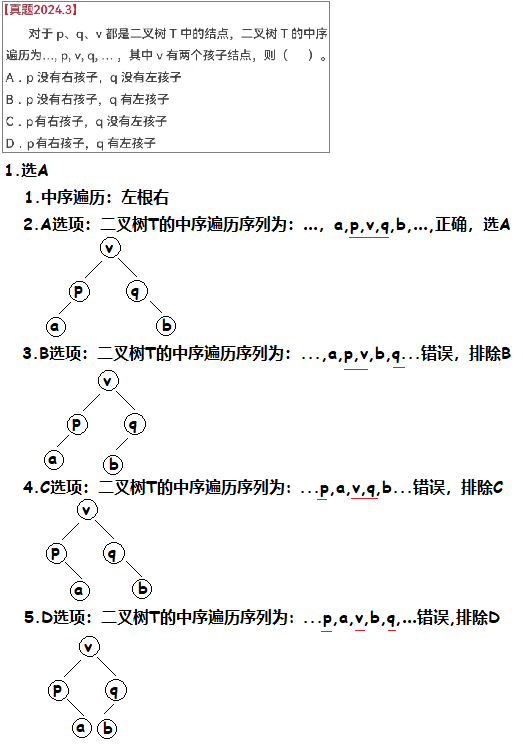 [真题2024.3]
对于 p、q、v 都是二叉树 T 中的结点，二叉树 T 的中序
遍历为..., p, v, q, ... ，其中 v 有两个孩子结点，则（ ）。
A．p 没有右孩子，q 没有左孩子
B．p 没有右孩子，q 有左孩子
C．p 有右孩子，q 没有左孩子
D．p 有右孩子，q 有左孩子
1.选A
1.中序遍历：左根右
2.A选项：二叉树T的中序遍历序列为：...，a,p,v,q,b,...,正确，选A
v
p q
a b
3.B选项：二叉树T的中序遍历序列为：...,a,p,v,b,q...错误，排除B
v
p q
a b
4.C选项：二叉树T的中序遍历序列为：...p,a,v,q,b...错误，排除C
v
p q
a b
5.D选项：二叉树T的中序遍历序列为：...p,a,v,b,q,...错误,排除D
v
p q
a b